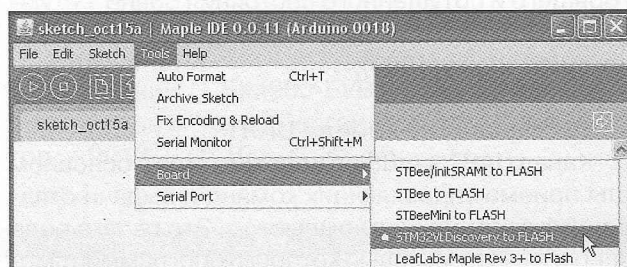 sketch_oct15a | Maple IDE 0.0.11 (Arduino 0018)
File Edit Sketch Tools Help
Auto Format Ctrl+T
Archive Sketch
sketch_oct15a
Fix Encoding & Reload
Serial Monitor Ctrl+Shift+M
Board
STBee/initSRAMt to FLASH
Serial Port
STBee to FLASH
STBeeMini to FLASH
STM32VLDiscovery to FLASH
LeafLabs Maple Rev 3+ to Flash